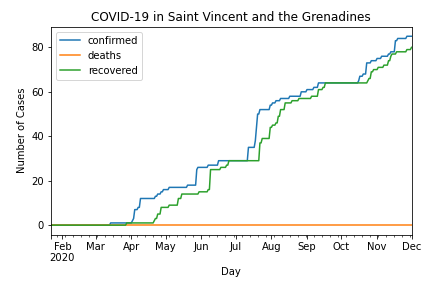 COVID-19 in Saint Vincent and the Grenadines
confirmed
deaths
recovered
Number of Cases
80
60
40
20
0
Feb Mar Apr May Jun Jul Aug Sep Oct Nov Dec
2020
Day